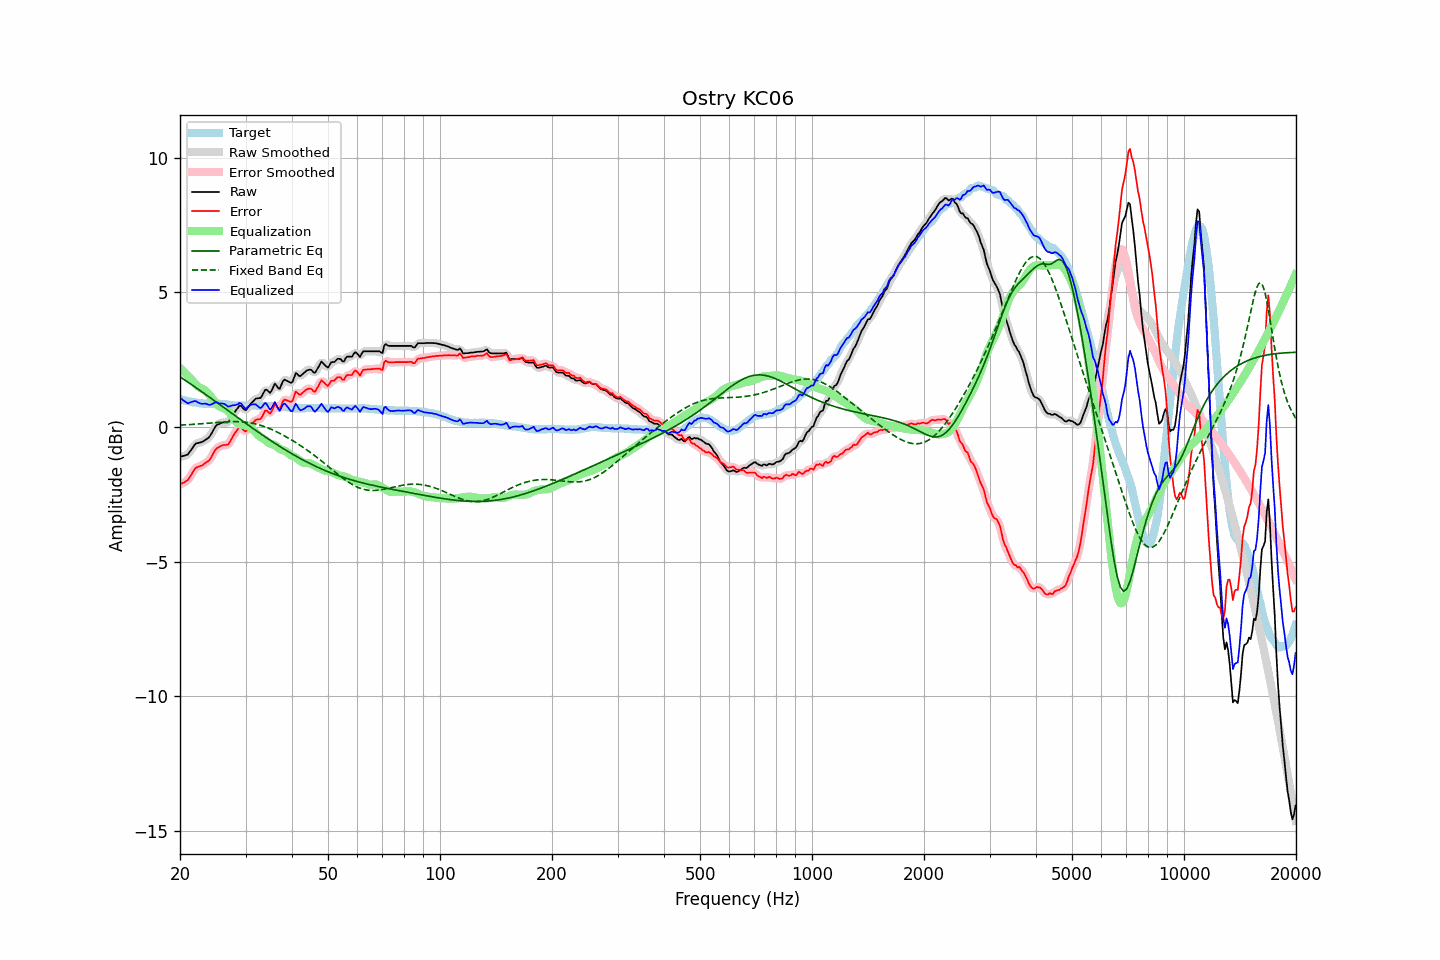 Ostry KC06
Target
Raw Smoothed
Error Smoothed
Raw
Error
Equalization
Parametric Eq
Fixed Band Eq
Equalized
10
5
0
−5
−10
−15
Amplitude (dBr)
20 50 100 200 500 1000 2000 5000 10000 20000
Frequency (Hz)